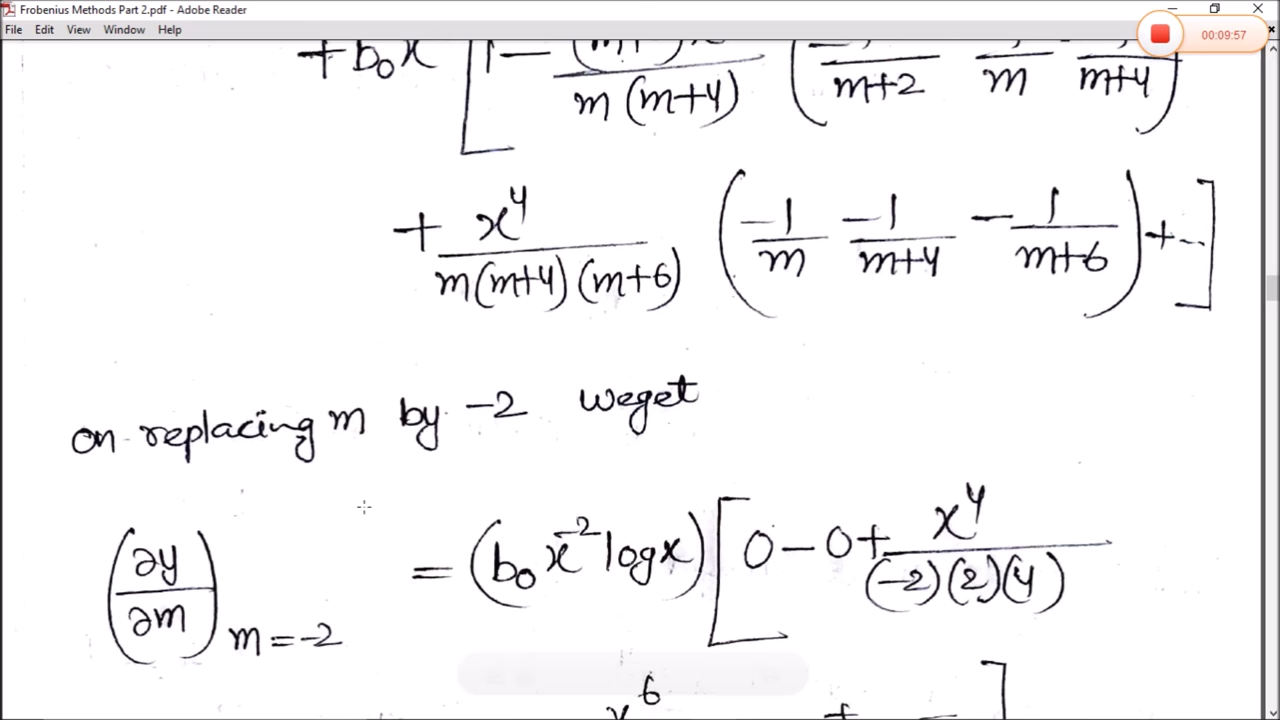 Frobenius Methods Part 2.pdf - Adobe Reader
File Edit View Window Help
00:09:57
+ b₀x [1 - x / m(m+4) ( m+2 m m+4 )
+ x⁴ / m(m+4)(m+6) ( -1/m -1/m+4 - 1/m+6 ) + ... ]
on replacing m by -2 weget
(∂y/∂m) m=-2 = (b₀ x⁻² log x) [ 0 - 0 + x⁴ / (-2)(2)(4)
x⁶ + ]